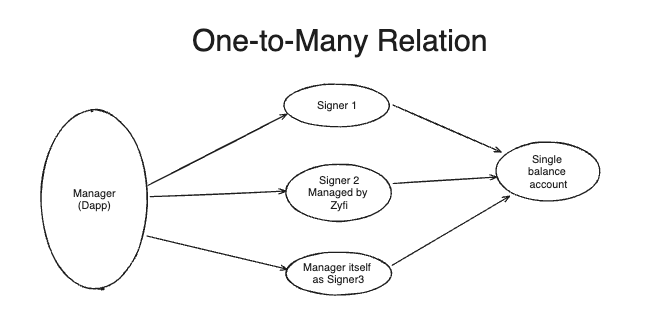 One-to-Many Relation
Signer 1
Manager
(Dapp)
Signer 2
Managed by
Zyfi
Single
balance
account
Manager itself
as Signer3